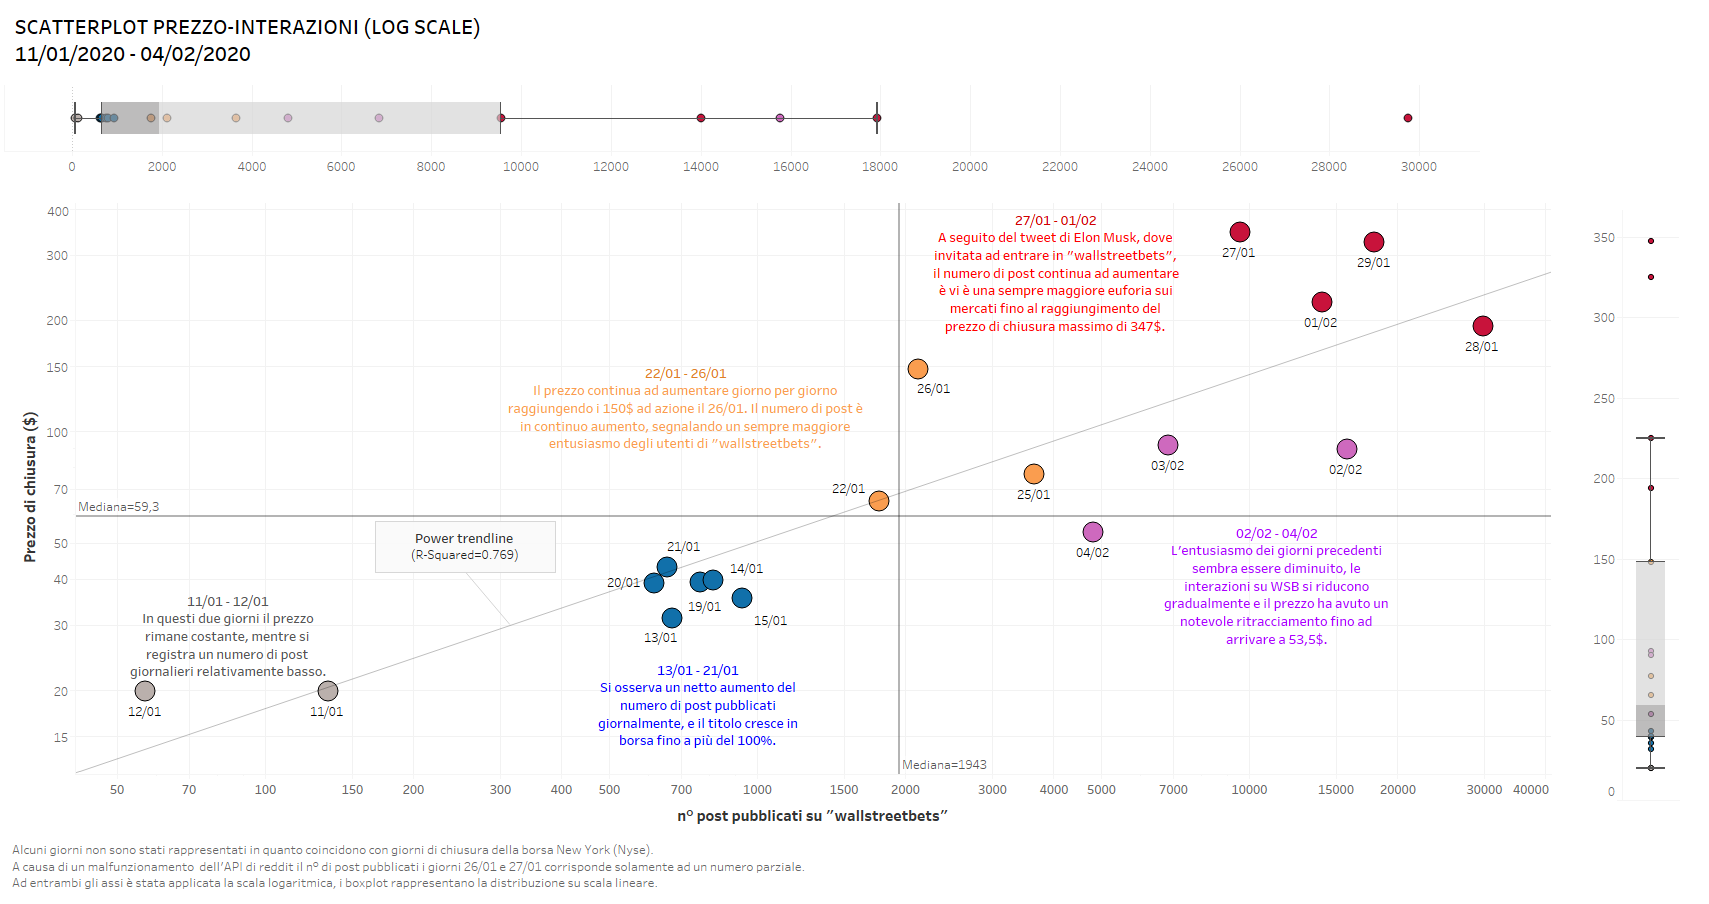 SCATTERPLOT PREZZO-INTERAZIONI (LOG SCALE)
11/01/2020 - 04/02/2020
0 2000 4000 6000 8000 10000 12000 14000 16000 18000 20000 22000 24000 26000 28000 30000
Prezzo di chiusura ($)
400
300
200
150
100
70
50
40
30
20
15
27/01 - 01/02
A seguito del tweet di Elon Musk, dove
invitata ad entrare in "wallstreetbets",
il numero di post continua ad aumentare
è vi è una sempre maggiore euforia sui
mercati fino al raggiungimento del
prezzo di chiusura massimo di 347$.
27/01
29/01
01/02
28/01
22/01 - 26/01
Il prezzo continua ad aumentare giorno per giorno
raggiungendo i 150$ ad azione il 26/01. Il numero di post è
in continuo aumento, segnalando un sempre maggiore
entusiasmo degli utenti di "wallstreetbets".
26/01
03/02
02/02
25/01
22/01
Mediana=59,3
04/02
Power trendline
(R-Squared=0.769)
21/01
20/01
14/01
19/01
15/01
13/01
02/02 - 04/02
L'entusiasmo dei giorni precedenti
sembra essere diminuito, le
interazioni su WSB si riducono
gradualmente e il prezzo ha avuto un
notevole ritracciamento fino ad
arrivare a 53,5$.
11/01 - 12/01
In questi due giorni il prezzo
rimane costante, mentre si
registra un numero di post
giornalieri relativamente basso.
12/01
11/01
13/01 - 21/01
Si osserva un netto aumento del
numero di post pubblicati
giornalmente, e il titolo cresce in
borsa fino a più del 100%.
Mediana=1943
50 70 100 150 200 300 400 500 700 1000 1500 2000 3000 4000 5000 7000 10000 15000 20000 30000 40000
n° post pubblicati su "wallstreetbets"
350
300
250
200
150
100
50
0
Alcuni giorni non sono stati rappresentati in quanto coincidono con giorni di chiusura della borsa New York (Nyse).
A causa di un malfunzionamento dell'API di reddit il n° di post pubblicati i giorni 26/01 e 27/01 corrisponde solamente ad un numero parziale.
Ad entrambi gli assi è stata applicata la scala logaritmica, i boxplot rappresentano la distribuzione su scala lineare.